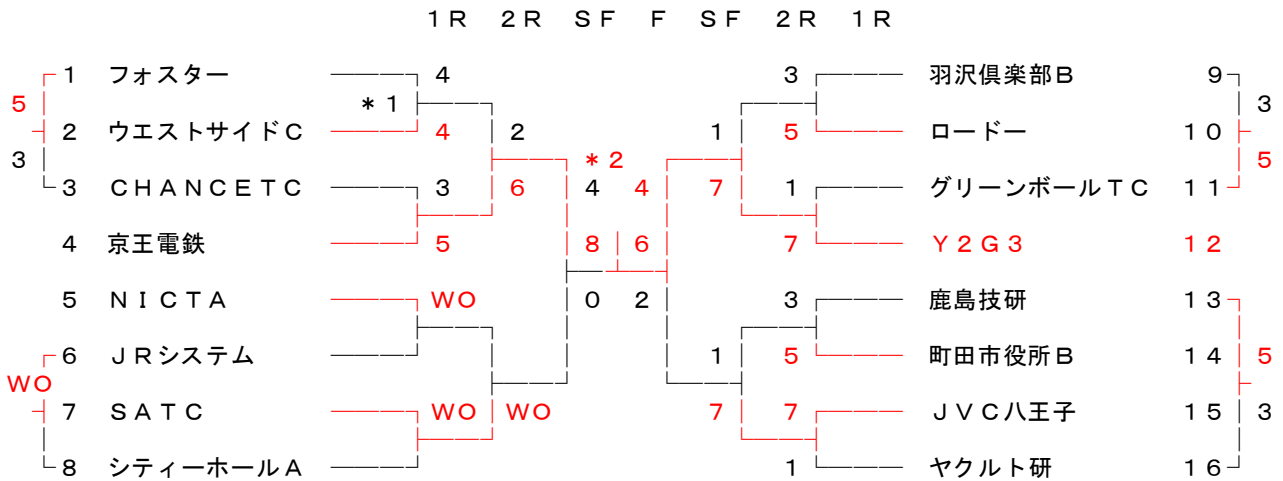 １Ｒ ２Ｒ ＳＦ Ｆ ＳＦ ２Ｒ １Ｒ
１ フォスター ４ ３ 羽沢倶楽部Ｂ ９
５ ＊１ ３
２ ウエストサイドＣ ４ ２ １ ５ ロードー １０
３ ＊２ ５
３ ＣＨＡＮＣＥＴＣ ３ ６ ４ ４ ７ １ グリーンボールＴＣ １１
４ 京王電鉄 ５ ８ ６ ７ Ｙ２Ｇ３ １２
５ ＮＩＣＴＡ ＷＯ ０ ２ ３ 鹿島技研 １３
６ ＪＲシステム １ ５ 町田市役所Ｂ １４ ５
ＷＯ
７ ＳＡＴＣ ＷＯ ＷＯ ７ ７ ＪＶＣ八王子 １５ ３
８ シティーホールＡ １ ヤクルト研 １６